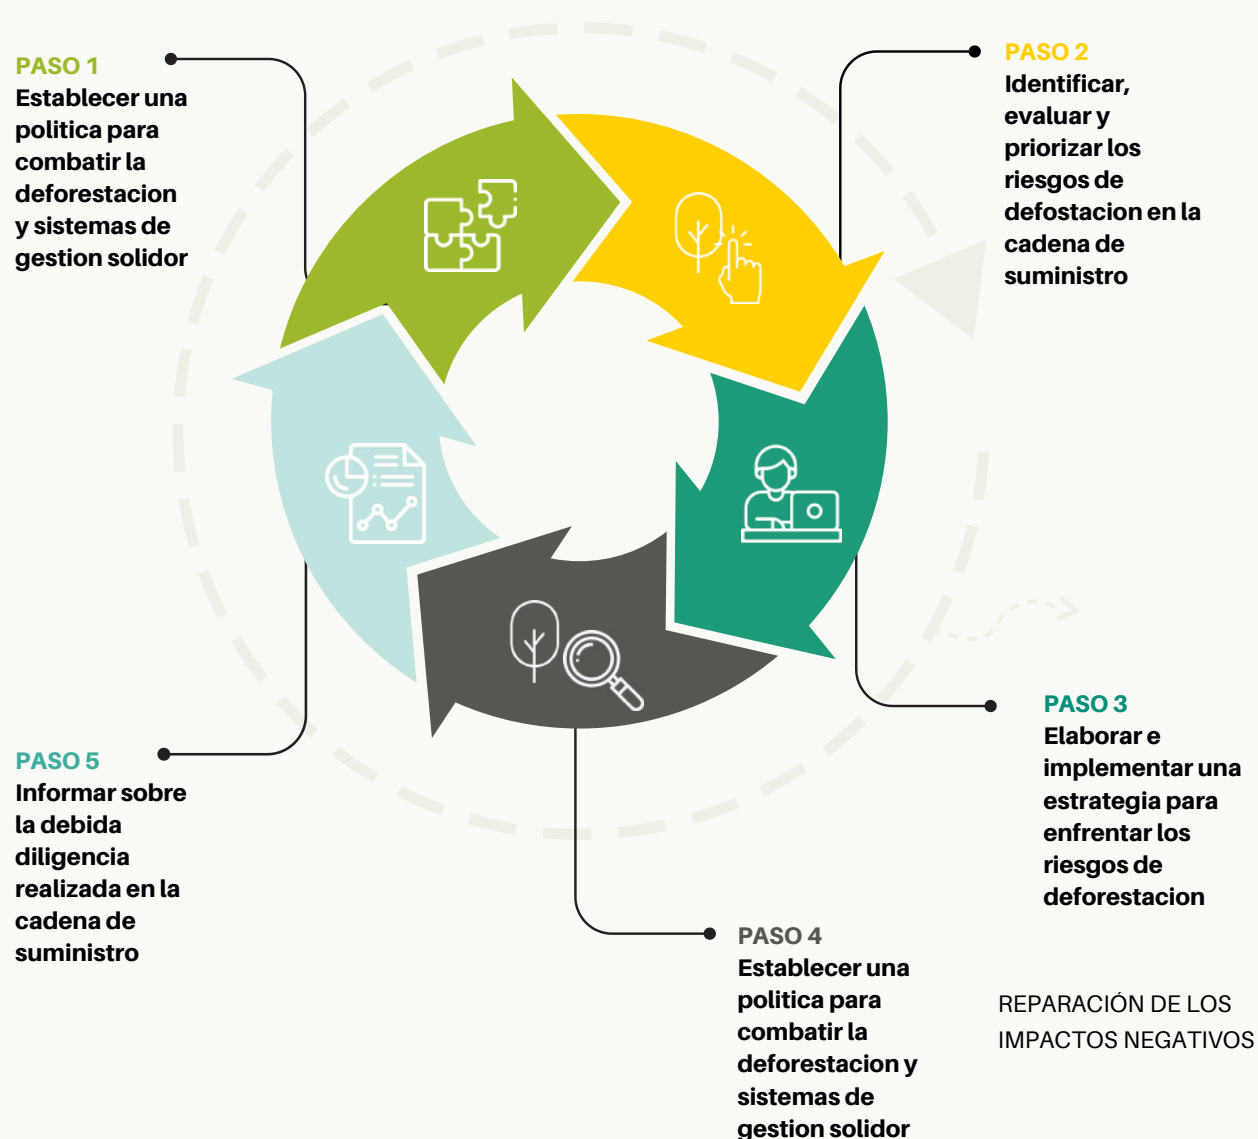 PASO 1
Establecer una
politica para
combatir la
deforestacion
y sistemas de
gestion solidor
PASO 2
Identificar,
evaluar y
priorizar los
riesgos de
defostacion en la
cadena de
suministro
PASO 3
Elaborar e
implementar una
estrategia para
enfrentar los
riesgos de
deforestacion
PASO 4
Establecer una
politica para
combatir la
deforestacion y
sistemas de
gestion solidor
PASO 5
Informar sobre
la debida
diligencia
realizada en la
cadena de
suministro
REPARACIÓN DE LOS
IMPACTOS NEGATIVOS